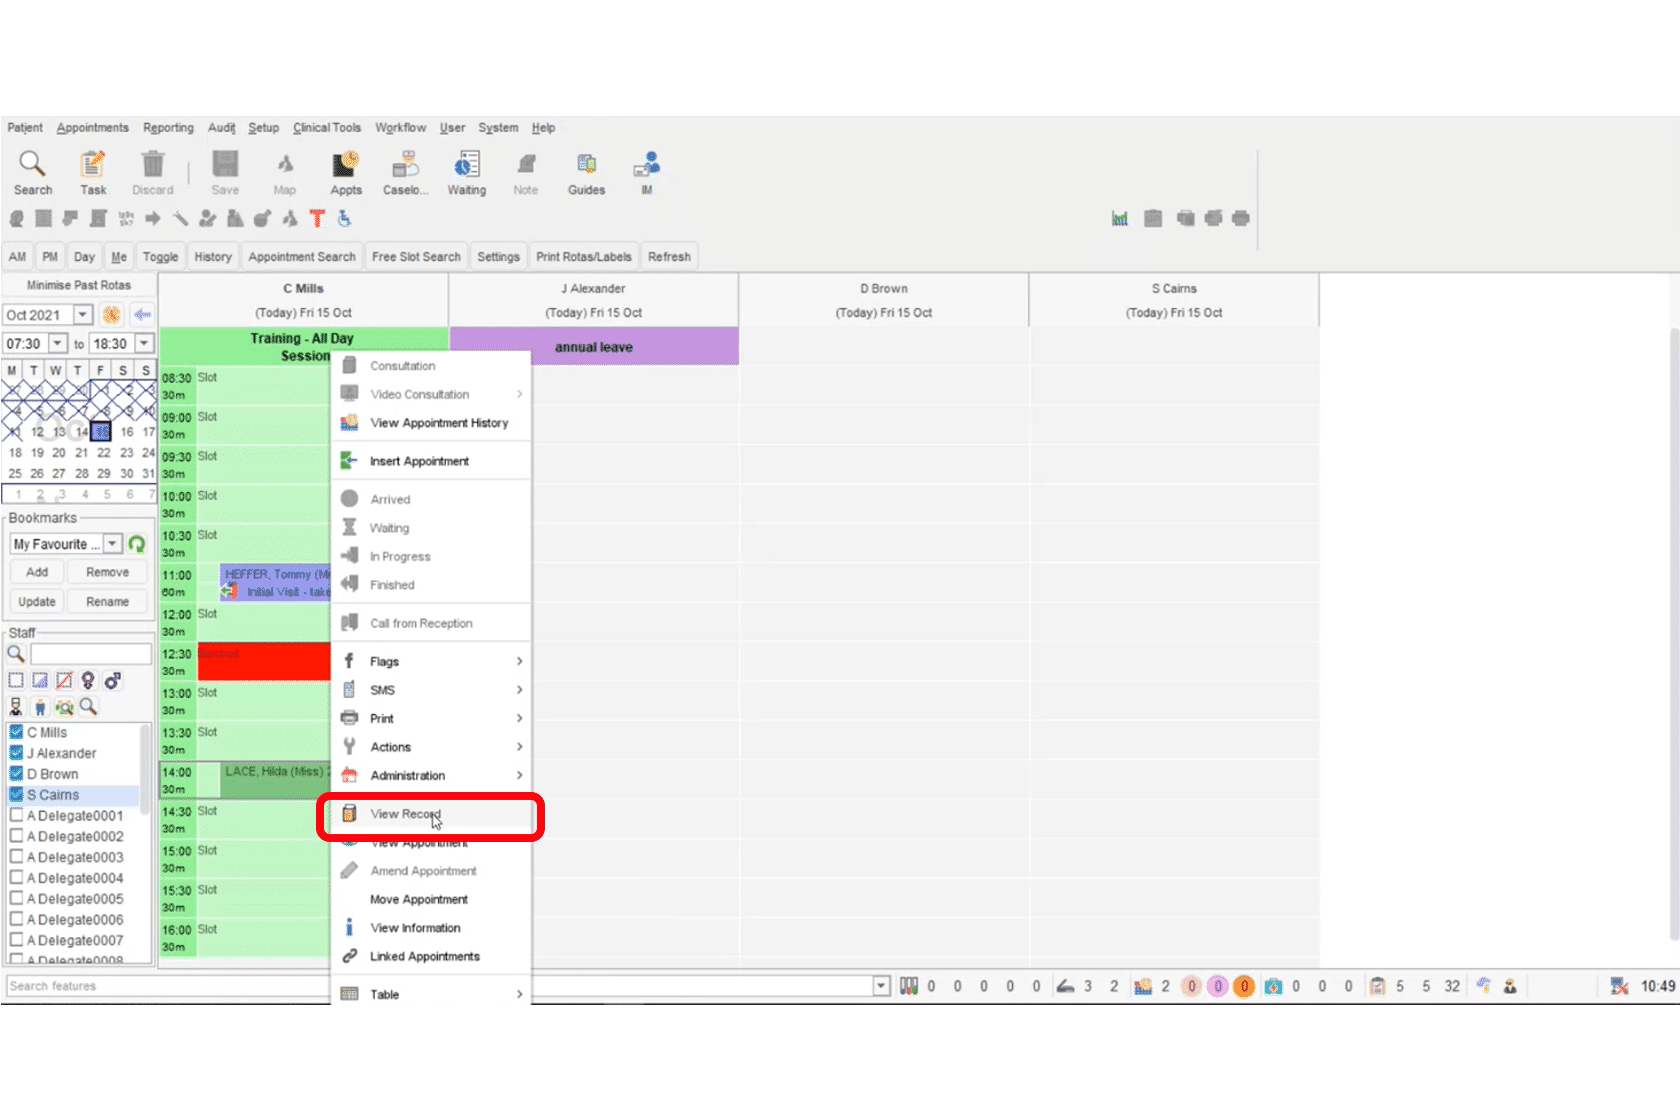 Patient Appointments Reporting Audit Setup Clinical Tools Workflow User System Help
Search Task Discard Save Map Appts Caselo... Waiting Note Guides IM
AM PM Day Me Toggle History Appointment Search Free Slot Search Settings Print Rotas/Labels Refresh
Minimise Past Rotas
Oct 2021
07:30 to 18:30
M T W T F S S
11 12 13 14 15 16 17
18 19 20 21 22 23 24
25 26 27 28 29 30 31
1 2 3 4 5 6 7
Bookmarks
My Favourite ...
Add Remove
Update Rename
Staff
C Mills
J Alexander
D Brown
S Cairns
A Delegate0001
A Delegate0002
A Delegate0003
A Delegate0004
A Delegate0005
A Delegate0006
A Delegate0007
A Delegate0008
C Mills
(Today) Fri 15 Oct
J Alexander
(Today) Fri 15 Oct
D Brown
(Today) Fri 15 Oct
S Cairns
(Today) Fri 15 Oct
Training - All Day
Session
annual leave
08:30 Slot
30m
09:00 Slot
30m
09:30 Slot
30m
10:00 Slot
30m
10:30 Slot
30m
11:00 HEFFER, Tommy
60m Initial Visit - take
12:00 Slot
30m
12:30 Blocked
30m
13:00 Slot
30m
13:30 Slot
30m
14:00 LACE, Hilda (Miss) 2
30m
14:30 Slot
30m
15:00 Slot
30m
15:30 Slot
30m
16:00 Slot
30m
Consultation
Video Consultation
View Appointment History
Insert Appointment
Arrived
Waiting
In Progress
Finished
Call from Reception
Flags
SMS
Print
Actions
Administration
View Record
View Appointment
Amend Appointment
Move Appointment
View Information
Linked Appointments
Table
Search features
0 0 0 0 0 3 2 2 0 0 0 0 0 0 5 5 32 10:49